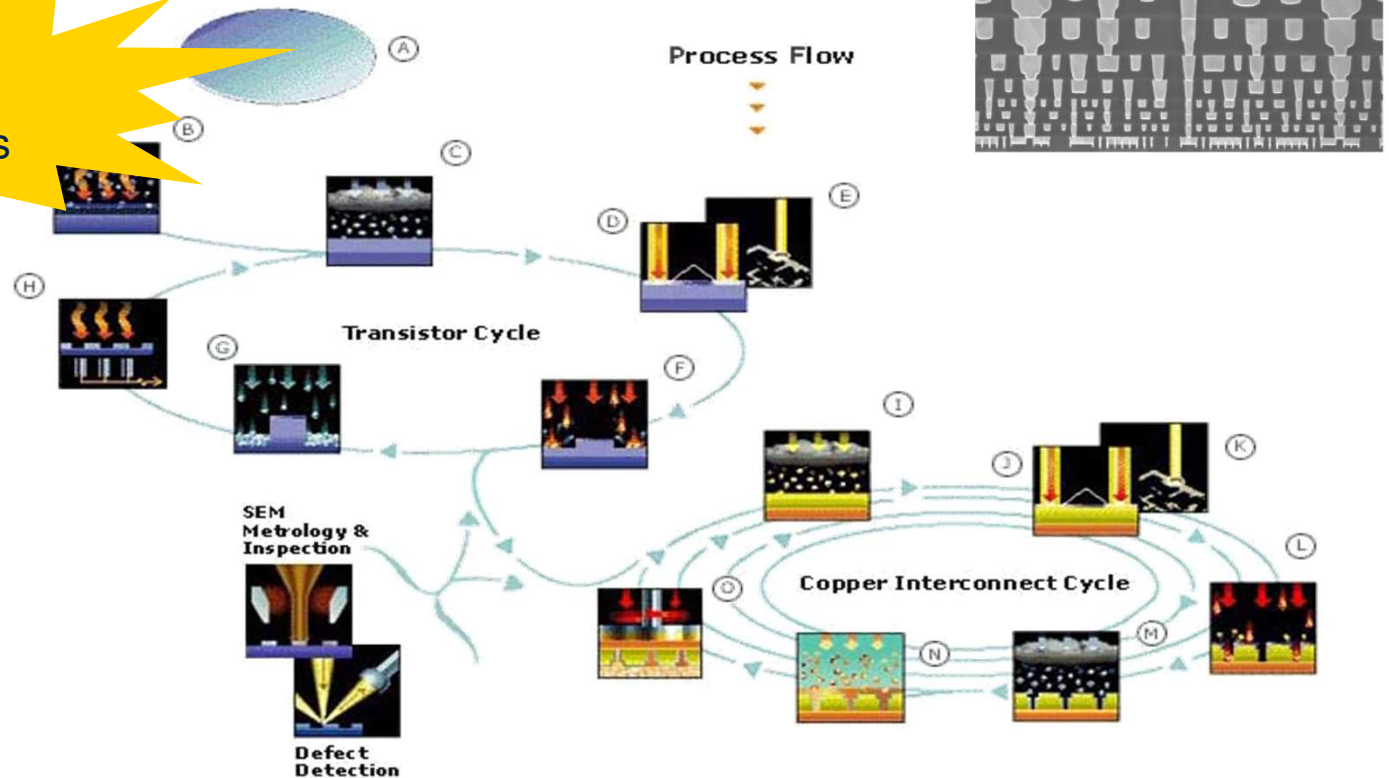 s
A
Process Flow
B
C
D
E
H
Transistor Cycle
G
F
I
J
K
SEM
Metrology &
Inspection
L
O
Copper Interconnect Cycle
M
N
Defect
Detection